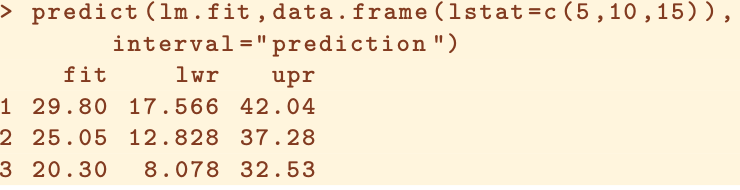 > predict(lm.fit,data.frame(lstat=c(5,10,15)),
interval="prediction")
fit lwr upr
1 29.80 17.566 42.04
2 25.05 12.828 37.28
3 20.30 8.078 32.53